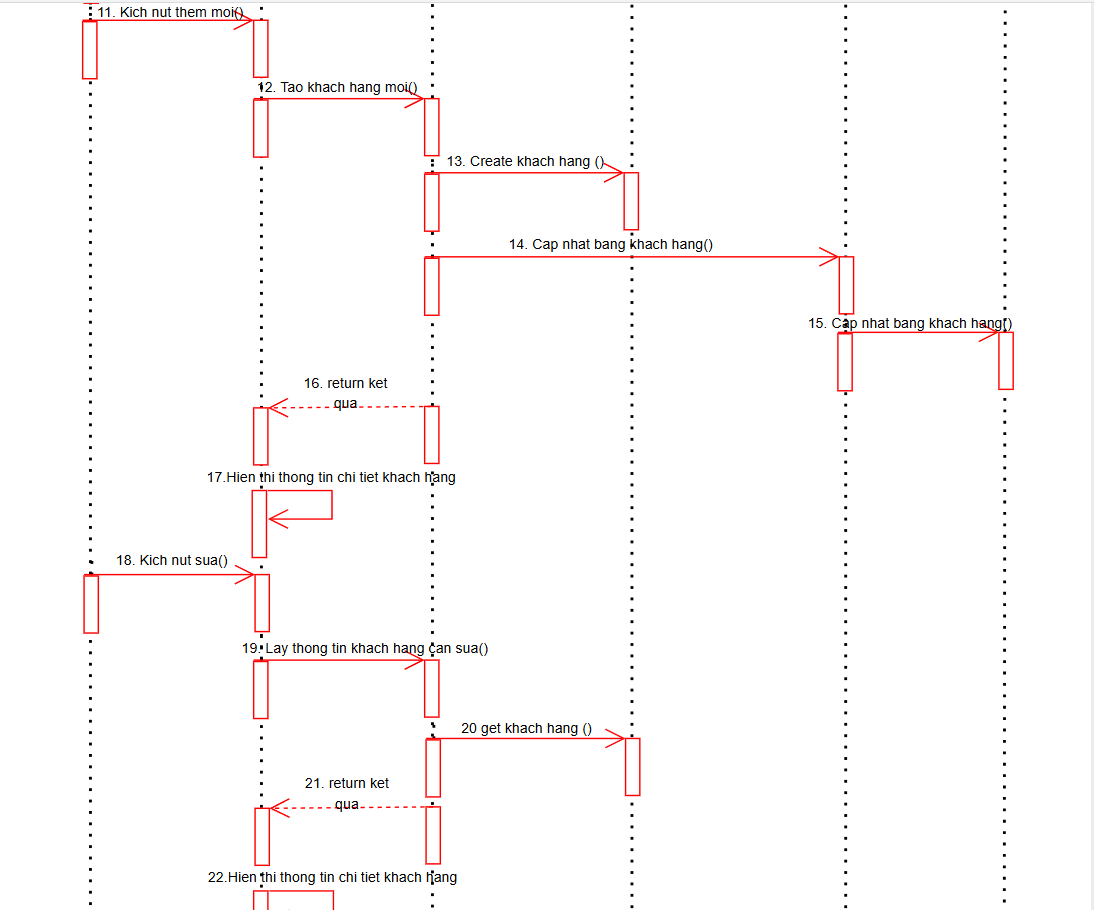 11. Kich nut them moi()
12. Tao khach hang moi()
13. Create khach hang ()
14. Cap nhat bang khach hang()
15. Cap nhat bang khach hang()
16. return ket
qua
17.Hien thi thong tin chi tiet khach hang
18. Kich nut sua()
19. Lay thong tin khach hang can sua()
20 get khach hang ()
21. return ket
qua
22.Hien thi thong tin chi tiet khach hang